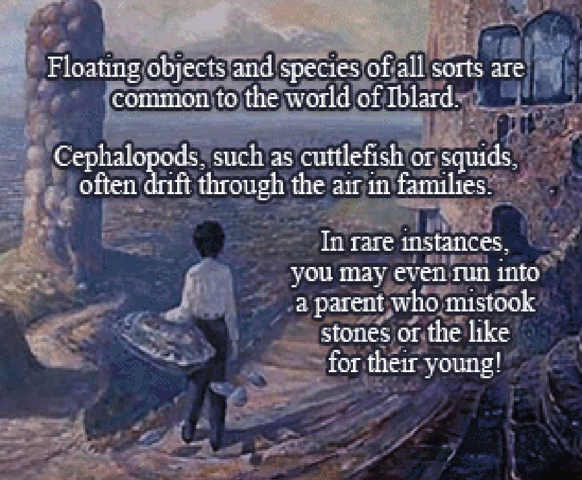 Floating objects and species of all sorts are
common to the world of Iblard.
Cephalopods, such as cuttlefish or squids,
often drift through the air in families.
In rare instances,
you may even run into
a parent who mistook
stones or the like
for their young!